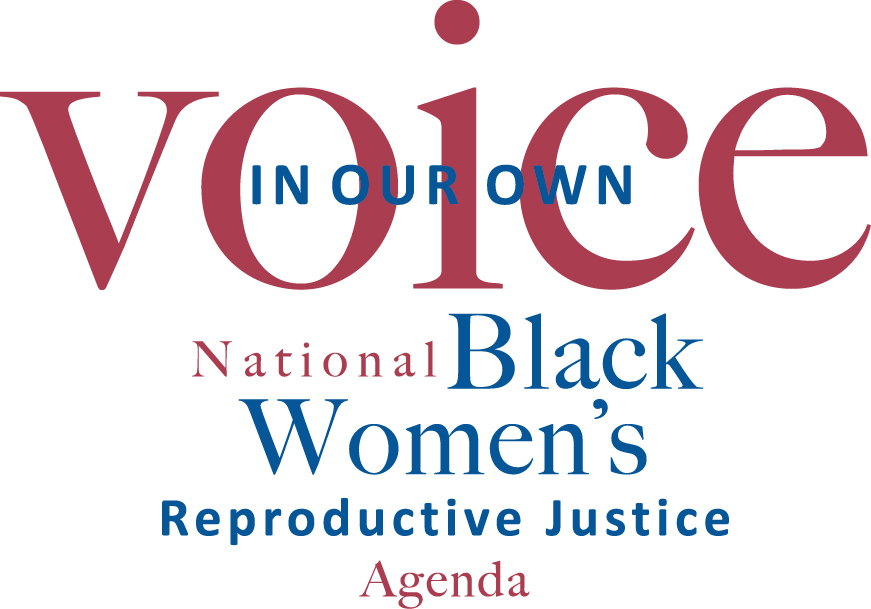 voice
IN OUR OWN
National Black
Women’s
Reproductive Justice
Agenda